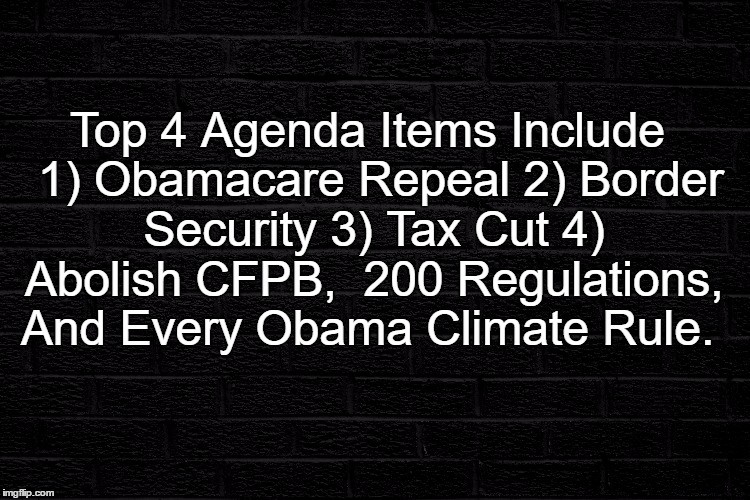 Top 4 Agenda Items Include
1) Obamacare Repeal 2) Border
Security 3) Tax Cut 4)
Abolish CFPB,  200 Regulations,
And Every Obama Climate Rule.
imgflip.com